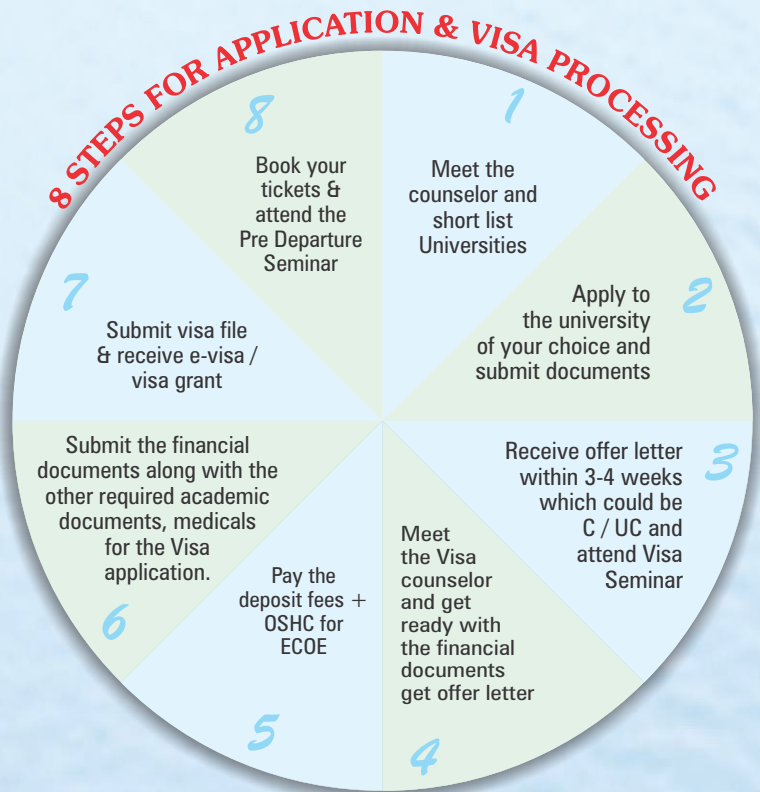 8 STEPS FOR APPLICATION & VISA PROCESSING
1
Meet the
counselor and
short list
Universities
2
Apply to
the university
of your choice and
submit documents
3
Receive offer letter
within 3-4 weeks
which could be
C / UC and
attend Visa
Seminar
4
Meet
the Visa
counselor
and get
ready with
the financial
documents
get offer letter
5
Pay the
deposit fees +
OSHC for
ECOE
6
Submit the financial
documents along with the
other required academic
documents, medicals
for the Visa
application.
7
Submit visa file
& receive e-visa /
visa grant
8
Book your
tickets &
attend the
Pre Departure
Seminar